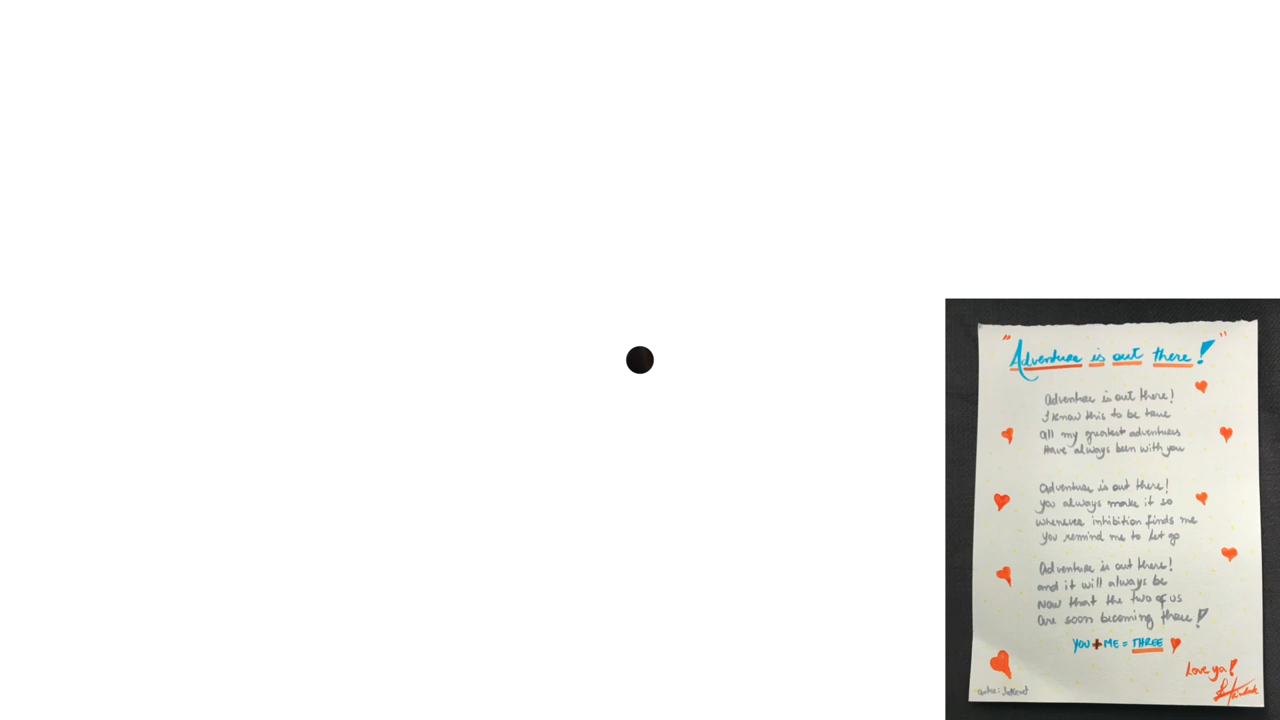 "Adventure is out there!"
Adventure is out there!
I know this to be true
All my greatest adventures
Have always been with you
Adventure is out there!
You always make it so
whenever inhibition finds me
You remind me to let go
Adventure is out there!
and it will always be
Now that the two of us
are soon becoming three!
YOU + ME = THREE
Love ya!